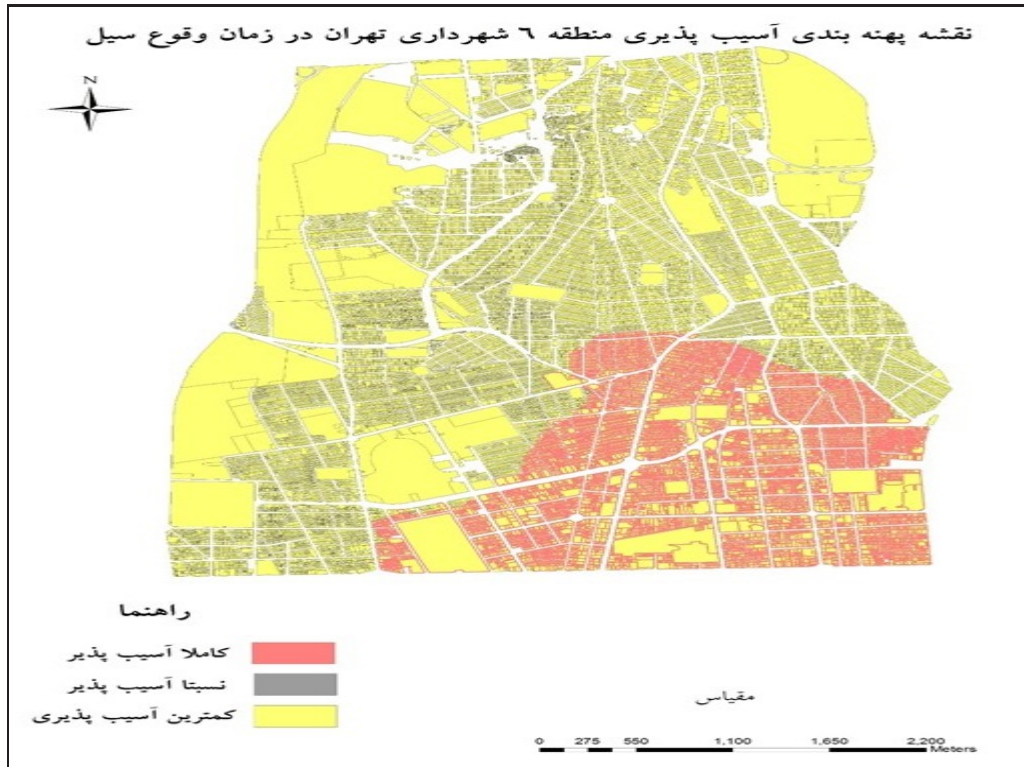 نقشه پهنه بندی آسیب پذیری منطقه ٦ شهرداری تهران در زمان وقوع سیل
N
راهنما
کاملا آسیب پذیر
نسبتا آسیب پذیر
کمترین آسیب پذیری
مقیاس
0 275 550 1,100 1,650 2,200
Meters